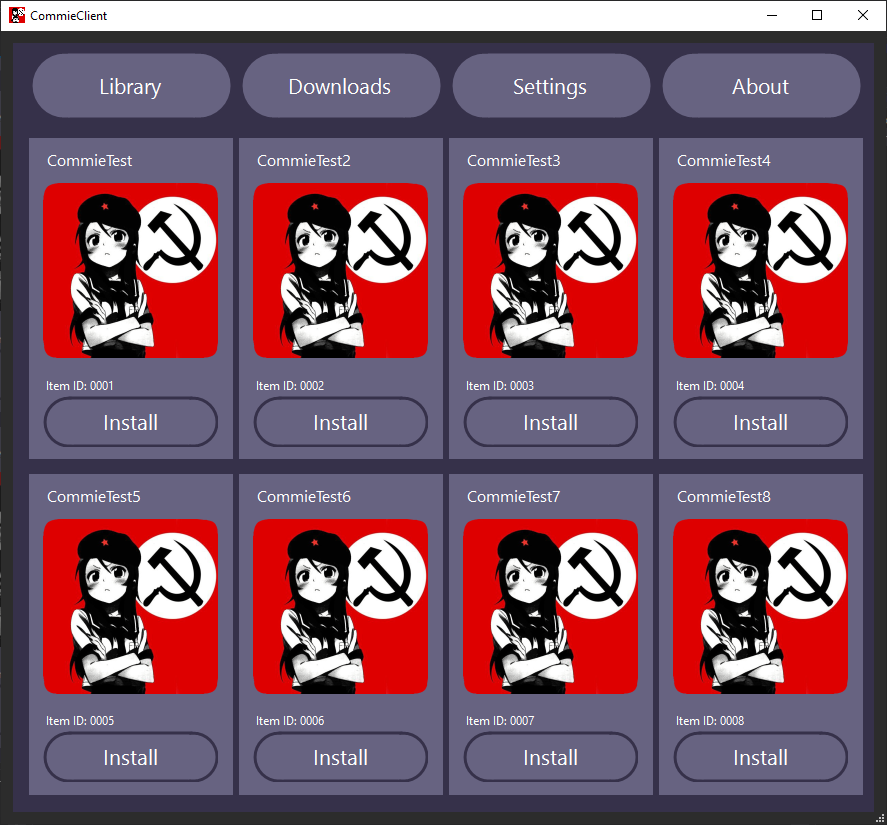 CommieClient
Library Downloads Settings About
CommieTest CommieTest2 CommieTest3 CommieTest4
Item ID: 0001 Item ID: 0002 Item ID: 0003 Item ID: 0004
Install Install Install Install
CommieTest5 CommieTest6 CommieTest7 CommieTest8
Item ID: 0005 Item ID: 0006 Item ID: 0007 Item ID: 0008
Install Install Install Install